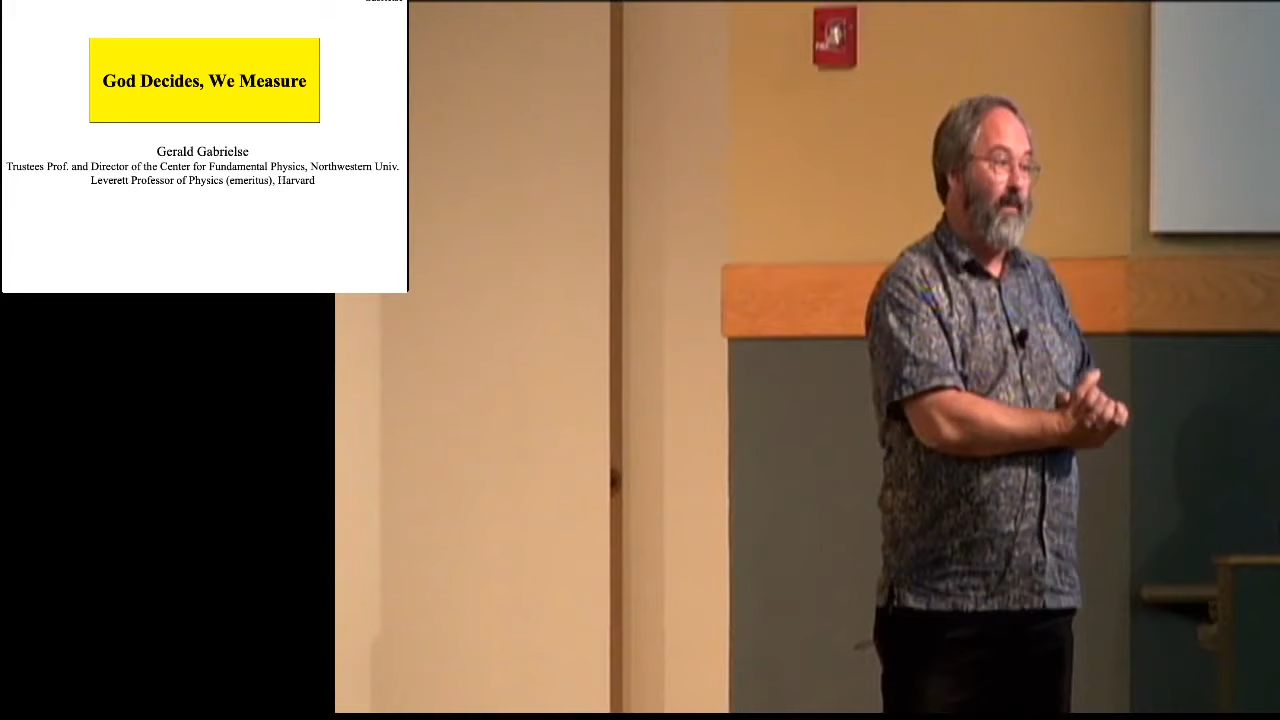 God Decides, We Measure
Gerald Gabrielse
Trustees Prof. and Director of the Center for Fundamental Physics, Northwestern Univ.
Leverett Professor of Physics (emeritus), Harvard